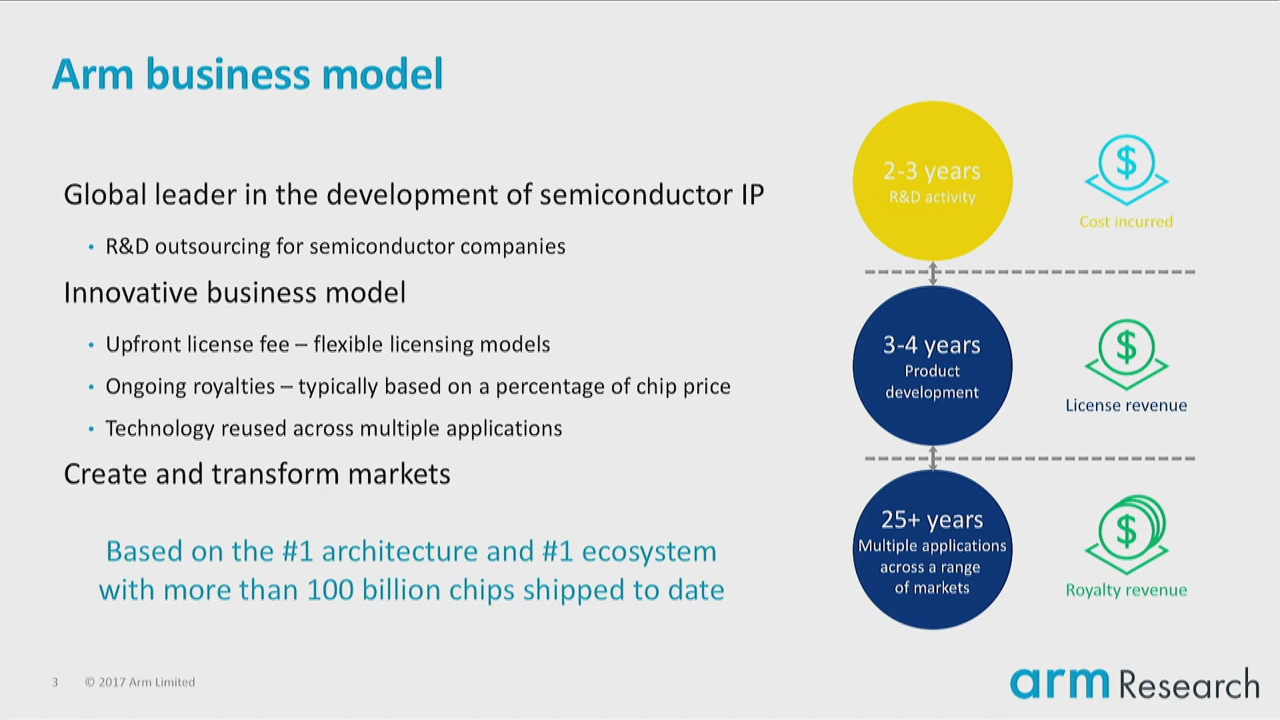 Arm business model
Global leader in the development of semiconductor IP
• R&D outsourcing for semiconductor companies
Innovative business model
• Upfront license fee – flexible licensing models
• Ongoing royalties – typically based on a percentage of chip price
• Technology reused across multiple applications
Create and transform markets
Based on the #1 architecture and #1 ecosystem
with more than 100 billion chips shipped to date
2-3 years
R&D activity
$
Cost incurred
3-4 years
Product
development
$
License revenue
25+ years
Multiple applications
across a range
of markets
$
Royalty revenue
3 © 2017 Arm Limited
arm Research